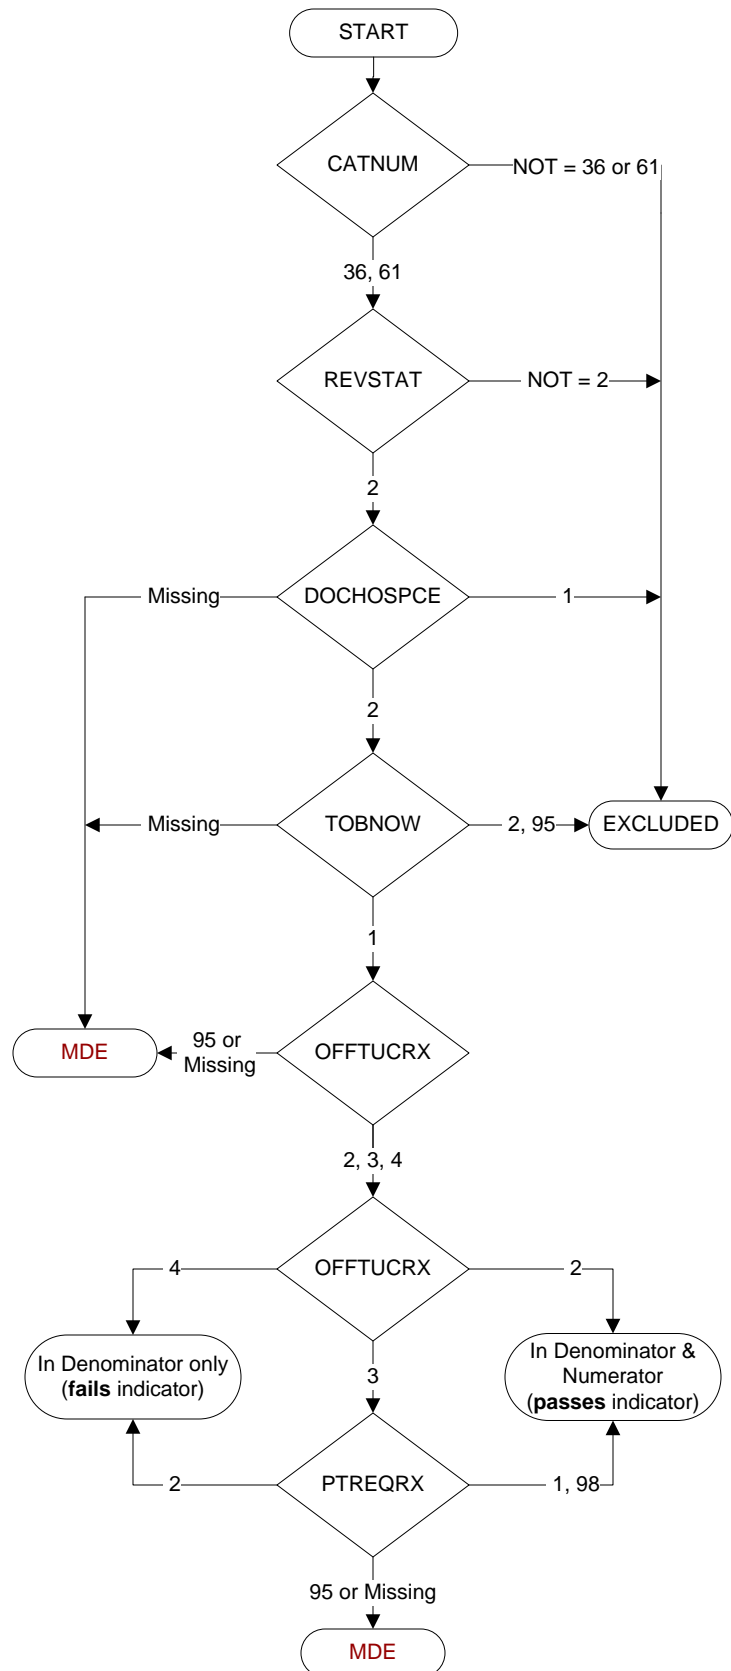 START
CATNUM
NOT = 36 or 61
36, 61
REVSTAT
NOT = 2
2
Missing
DOCHOSPCE
1
2
Missing
TOBNOW
2, 95
EXCLUDED
1
MDE
95 or
Missing
OFFTUCRX
2, 3, 4
4
OFFTUCRX
2
In Denominator only
(fails indicator)
3
In Denominator &
Numerator
(passes indicator)
2
PTREQRX
1, 98
95 or Missing
MDE